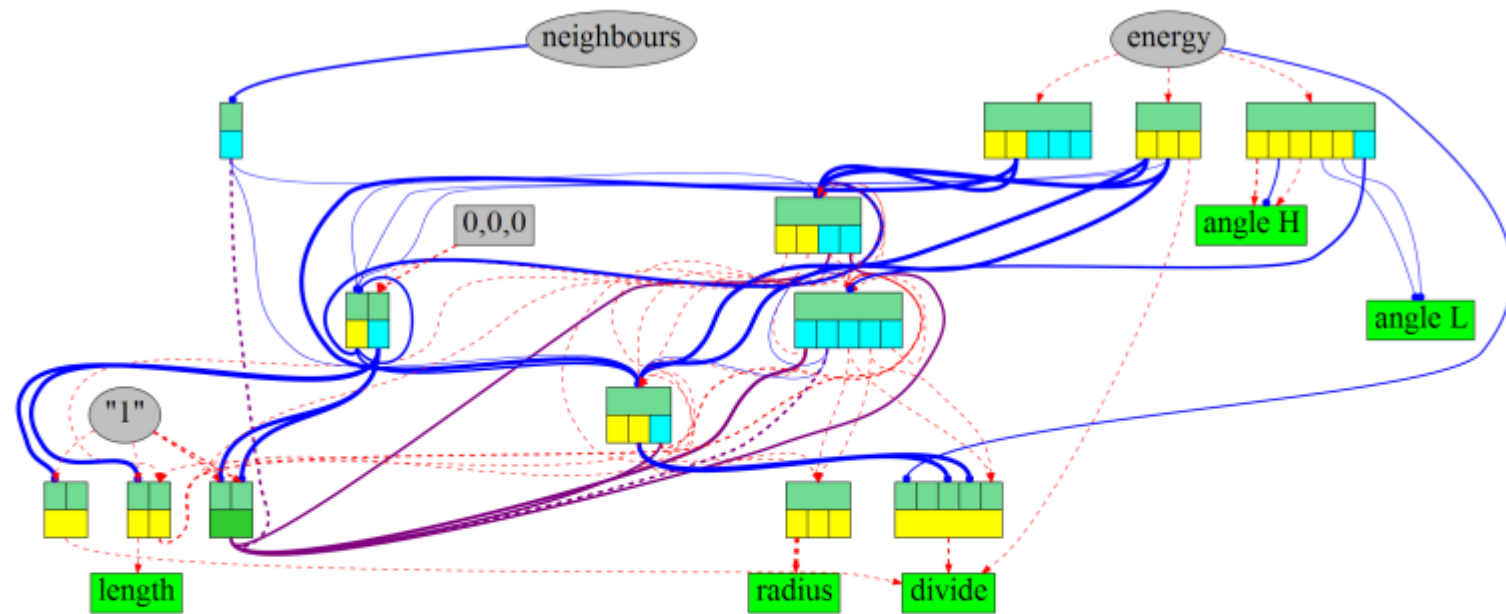 neighbours
energy
0,0,0
angle H
angle L
"1"
length
radius
divide